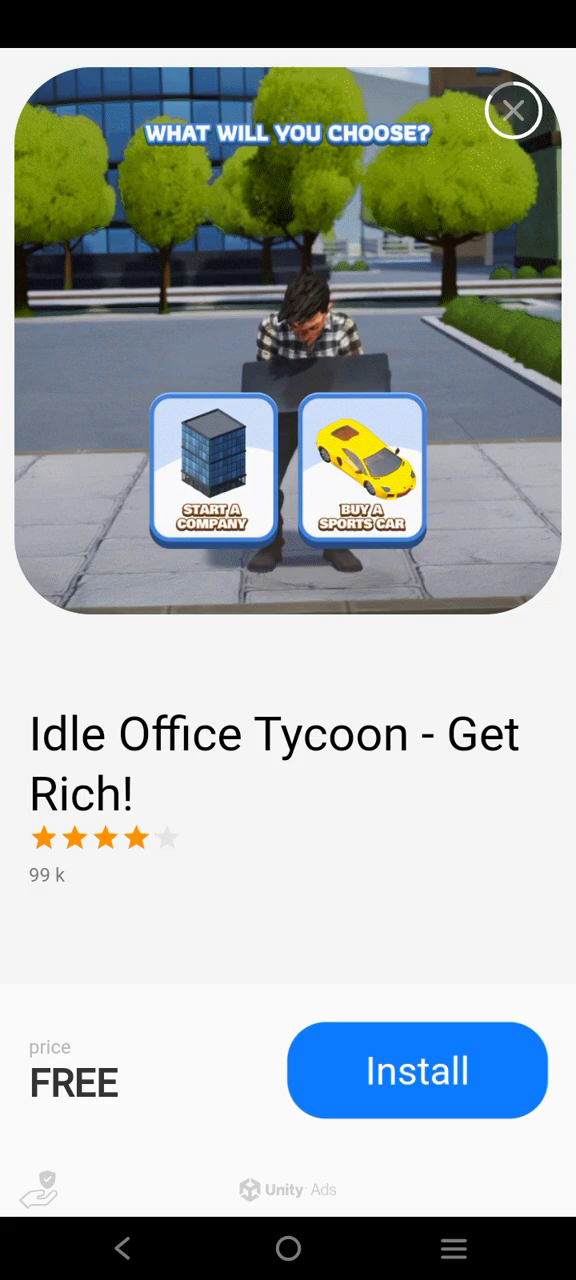 WHAT WILL YOU CHOOSE?
START A
COMPANY
BUY A
SPORTS CAR
Idle Office Tycoon - Get
Rich!
99 k
price
FREE
Install
Unity Ads